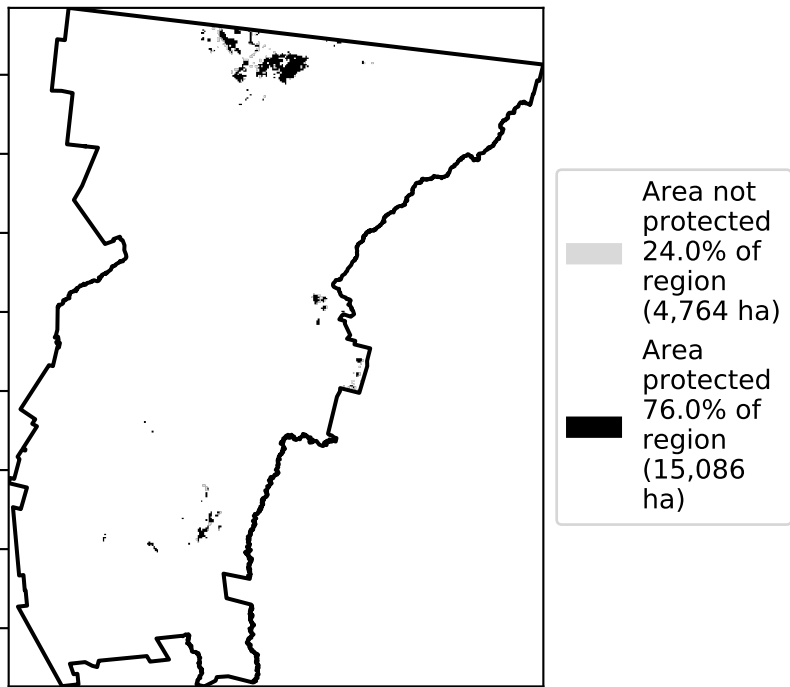 Area not
protected
24.0% of
region
(4,764 ha)
Area
protected
76.0% of
region
(15,086
ha)